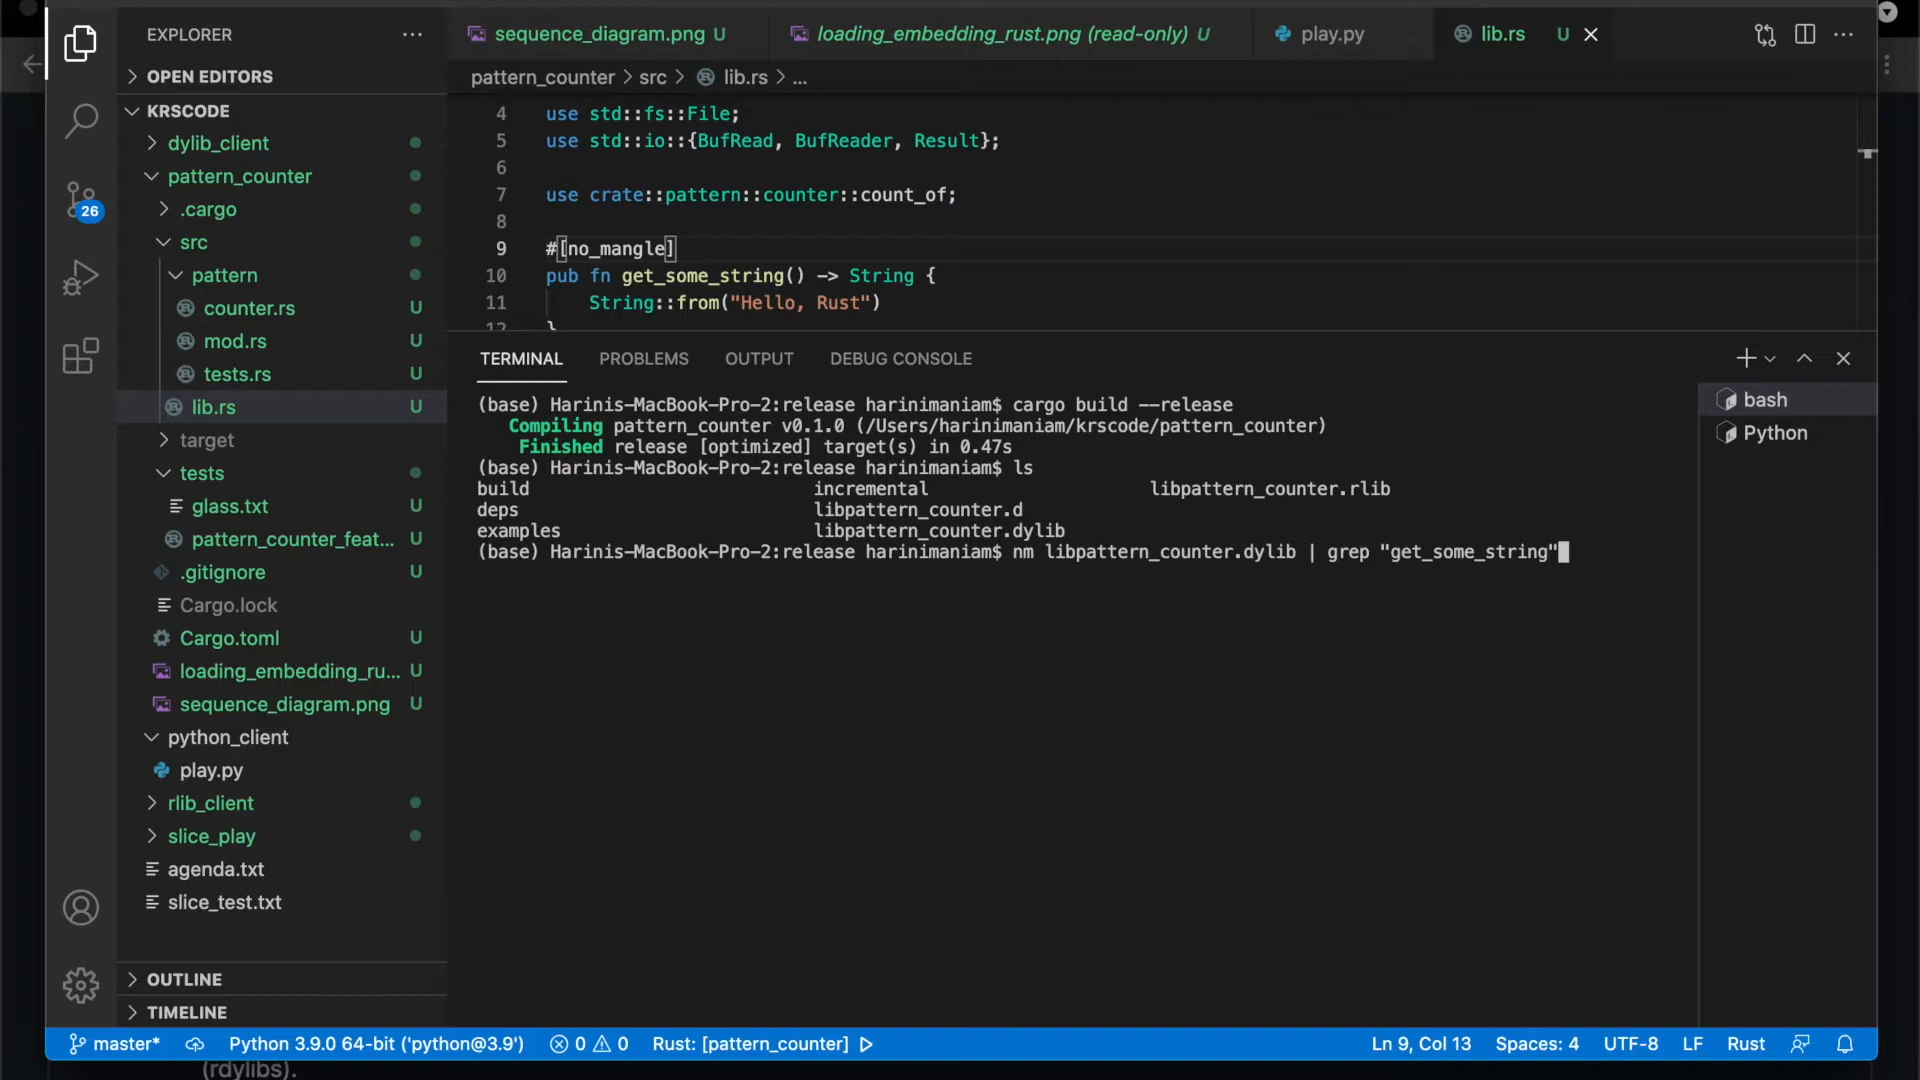 EXPLORER
OPEN EDITORS
KRSCODE
dylib_client
pattern_counter
.cargo
src
pattern
counter.rs U
mod.rs U
tests.rs U
lib.rs U
target
tests
glass.txt U
pattern_counter_feat... U
.gitignore U
Cargo.lock
Cargo.toml U
loading_embedding_ru... U
sequence_diagram.png U
python_client
play.py
rlib_client
slice_play
agenda.txt
slice_test.txt
OUTLINE
TIMELINE
26
sequence_diagram.png U
loading_embedding_rust.png (read-only) U
play.py
lib.rs U
pattern_counter > src > lib.rs > ...
4 use std::fs::File;
5 use std::io::{BufRead, BufReader, Result};
6
7 use crate::pattern::counter::count_of;
8
9 #[no_mangle]
10 pub fn get_some_string() -> String {
11 String::from("Hello, Rust")
12 }
TERMINAL PROBLEMS OUTPUT DEBUG CONSOLE
(base) Harinis-MacBook-Pro-2:release harinimaniam$ cargo build --release
Compiling pattern_counter v0.1.0 (/Users/harinimaniam/krscode/pattern_counter)
Finished release [optimized] target(s) in 0.47s
(base) Harinis-MacBook-Pro-2:release harinimaniam$ ls
build incremental libpattern_counter.rlib
deps libpattern_counter.d
examples libpattern_counter.dylib
(base) Harinis-MacBook-Pro-2:release harinimaniam$ nm libpattern_counter.dylib | grep "get_some_string"
bash
Python
master* Python 3.9.0 64-bit ('python@3.9') 0 0 Rust: [pattern_counter] Ln 9, Col 13 Spaces: 4 UTF-8 LF Rust
(rdylibs).